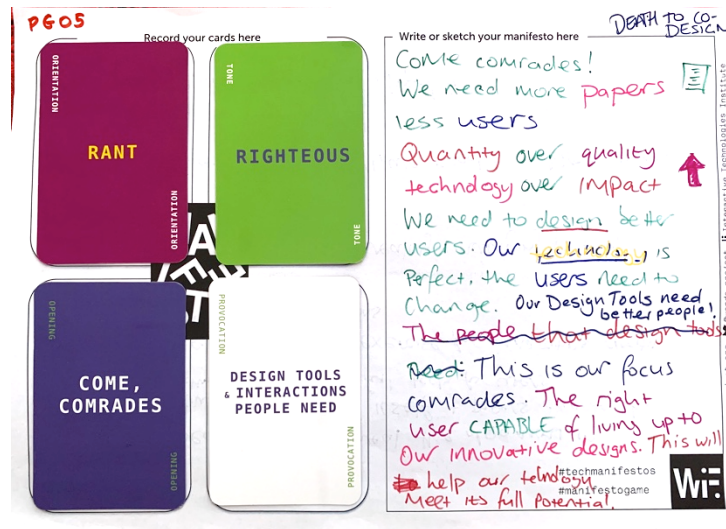 PG05
Record your cards here
ORIENTATION
RANT
ORIENTATION
TONE
RIGHTEOUS
TONE
OPENING
COME,
COMRADES
OPENING
PROVOCATION
DESIGN TOOLS
& INTERACTIONS
PEOPLE NEED
PROVOCATION
DEATH TO CO-
DESIGN
Write or sketch your manifesto here
Come comrades!
We need more papers
less users
Quantity over quality
technology over IMPact
We need to design better
users. Our technology is
Perfect, the users need to
Change. Our Design Tools need
better people!
The people that design tools
Need: This is our focus
comrades. The right
user CAPABLE of living up to
Our innovative designs. This will
help our technology
Meet its full potential.
#techmanifestos
#manifestogame
WiF
Interactive Technologies Institute